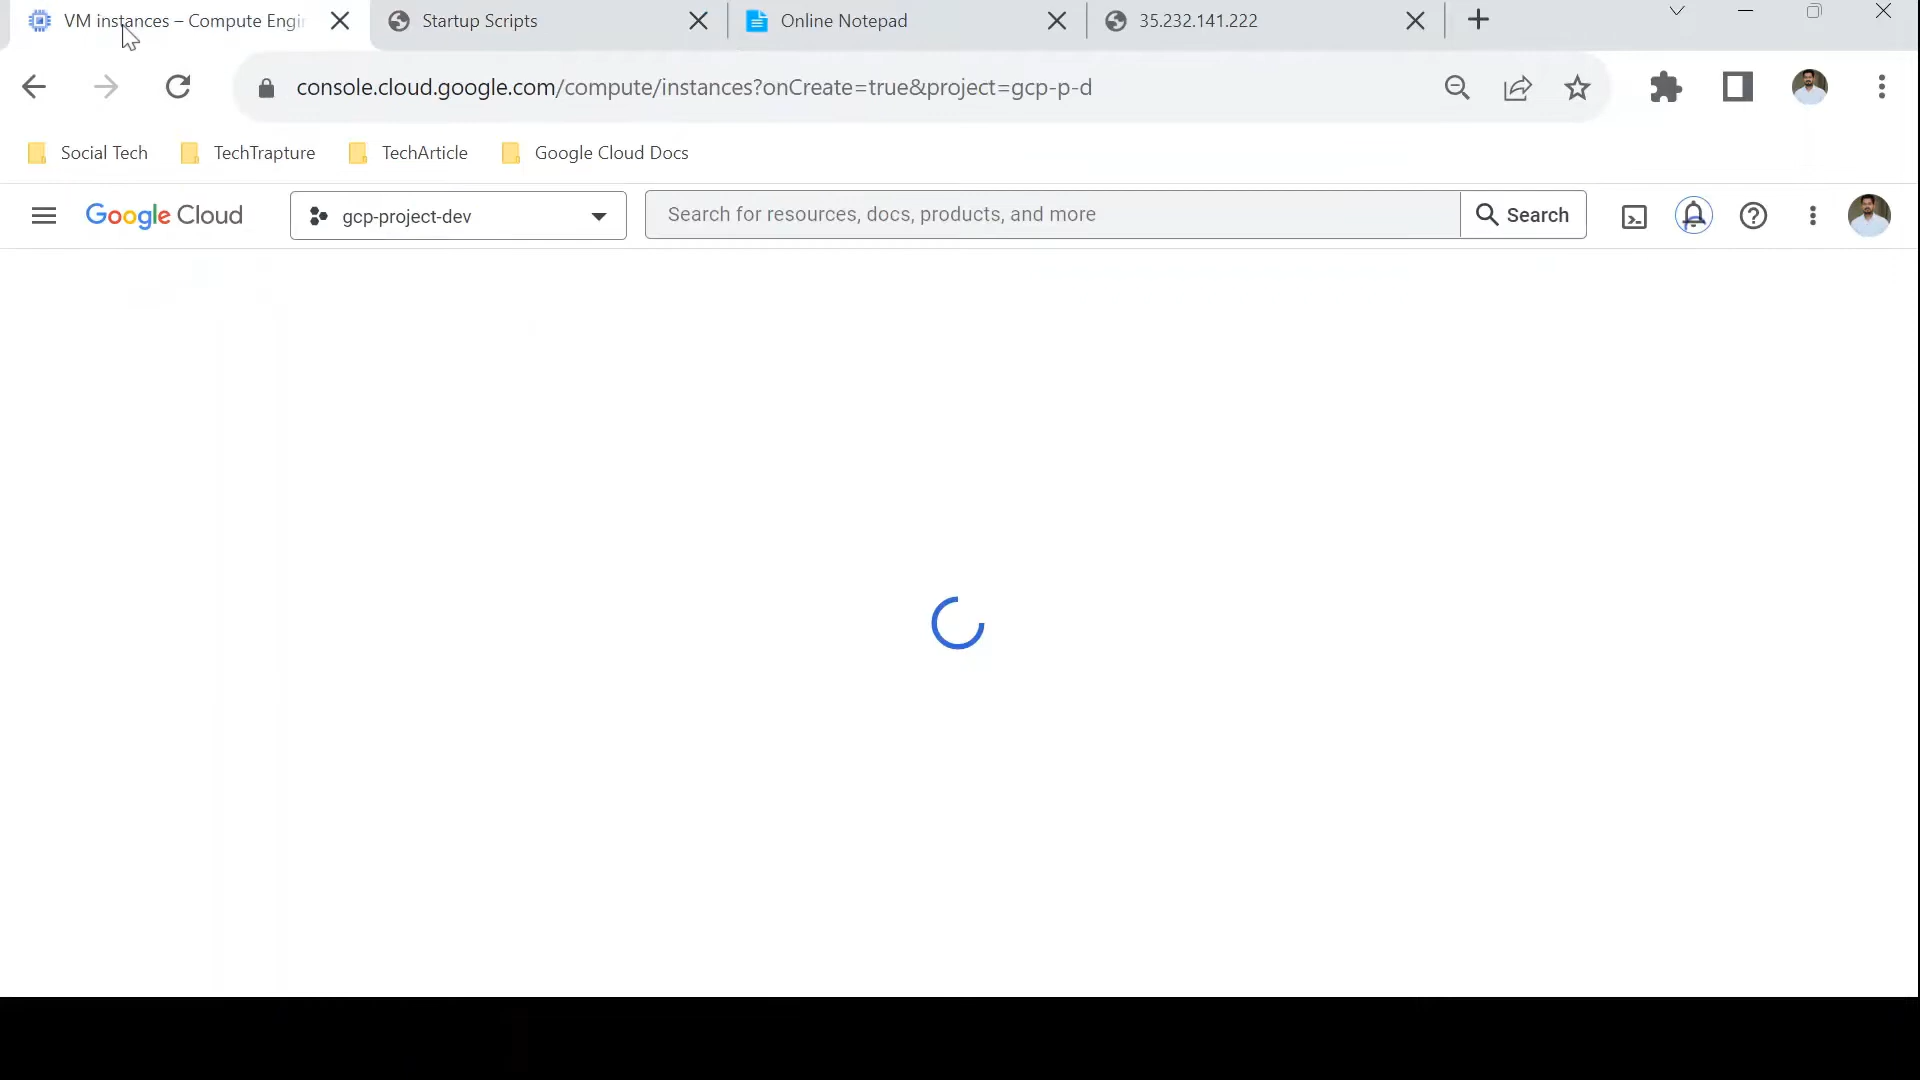 VM instances – Compute Engi
Startup Scripts
Online Notepad
35.232.141.222
console.cloud.google.com/compute/instances?onCreate=true&project=gcp-p-d
Social Tech
TechTrapture
TechArticle
Google Cloud Docs
Google Cloud
gcp-project-dev
Search for resources, docs, products, and more
Search